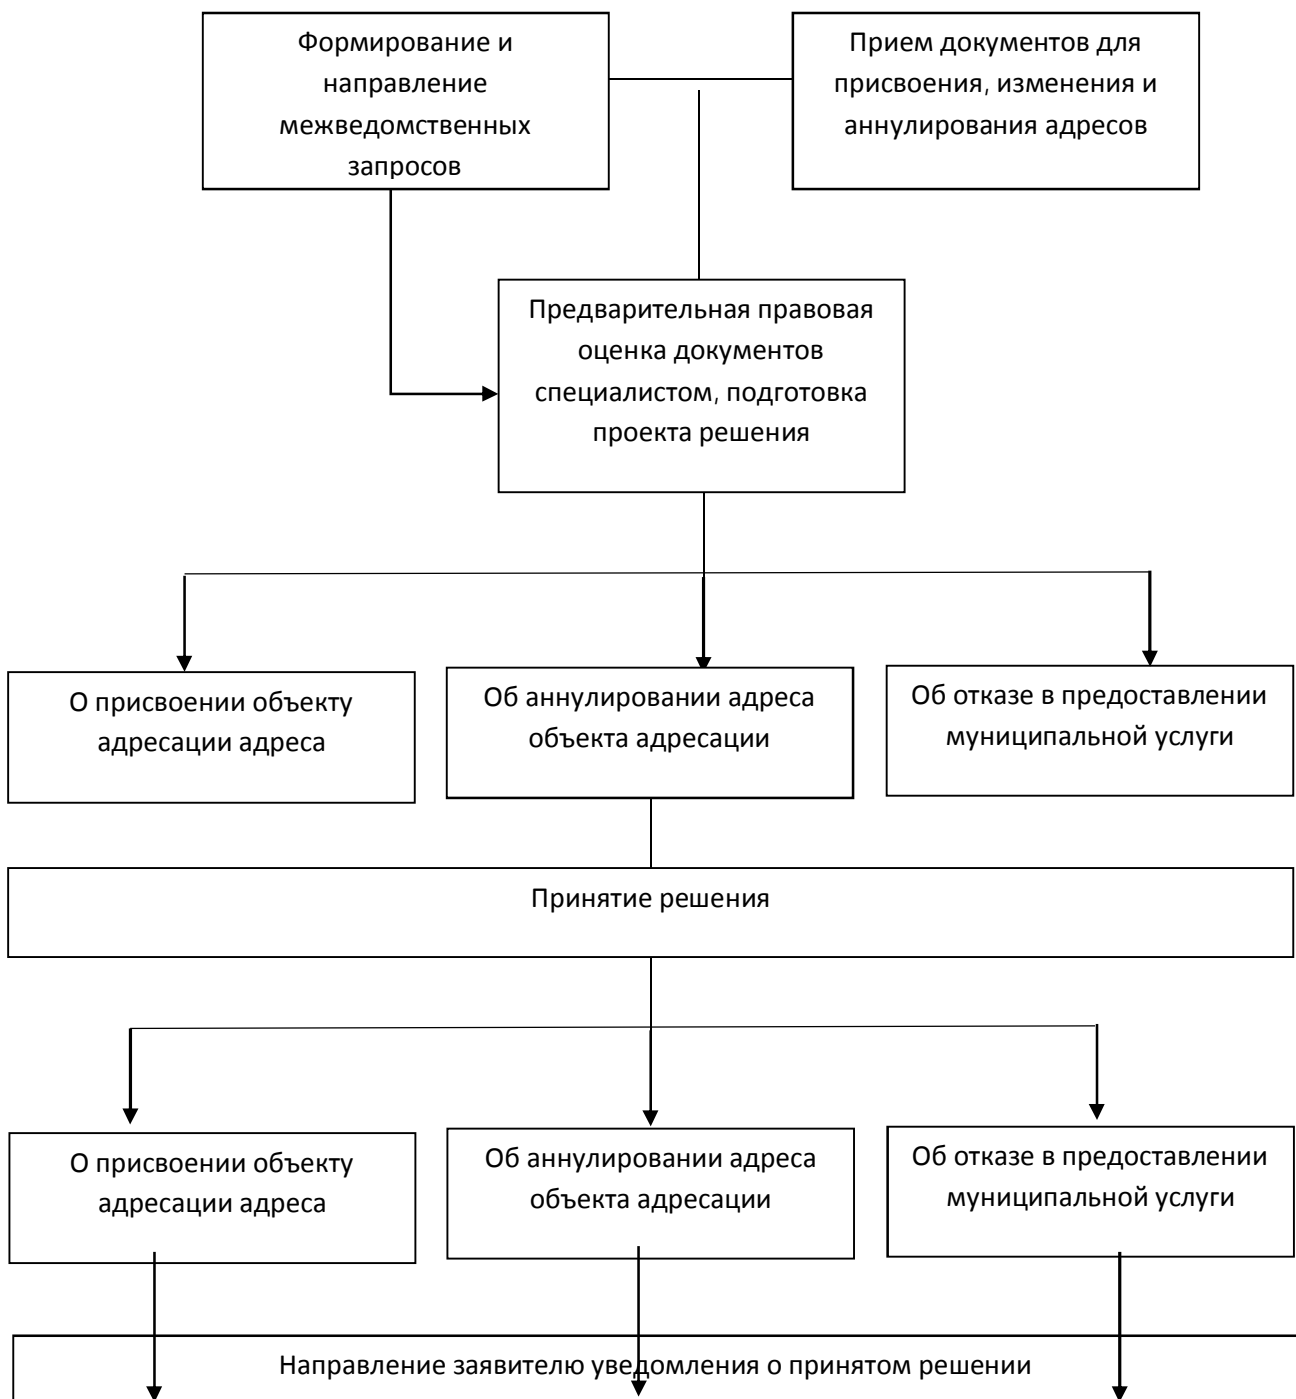 Формирование и
направление
межведомственных
запросов
Прием документов для
присвоения, изменения и
аннулирования адресов
Предварительная правовая
оценка документов
специалистом, подготовка
проекта решения
О присвоении объекту
адресации адреса
Об аннулировании адреса
объекта адресации
Об отказе в предоставлении
муниципальной услуги
Принятие решения
О присвоении объекту
адресации адреса
Об аннулировании адреса
объекта адресации
Об отказе в предоставлении
муниципальной услуги
Направление заявителю уведомления о принятом решении